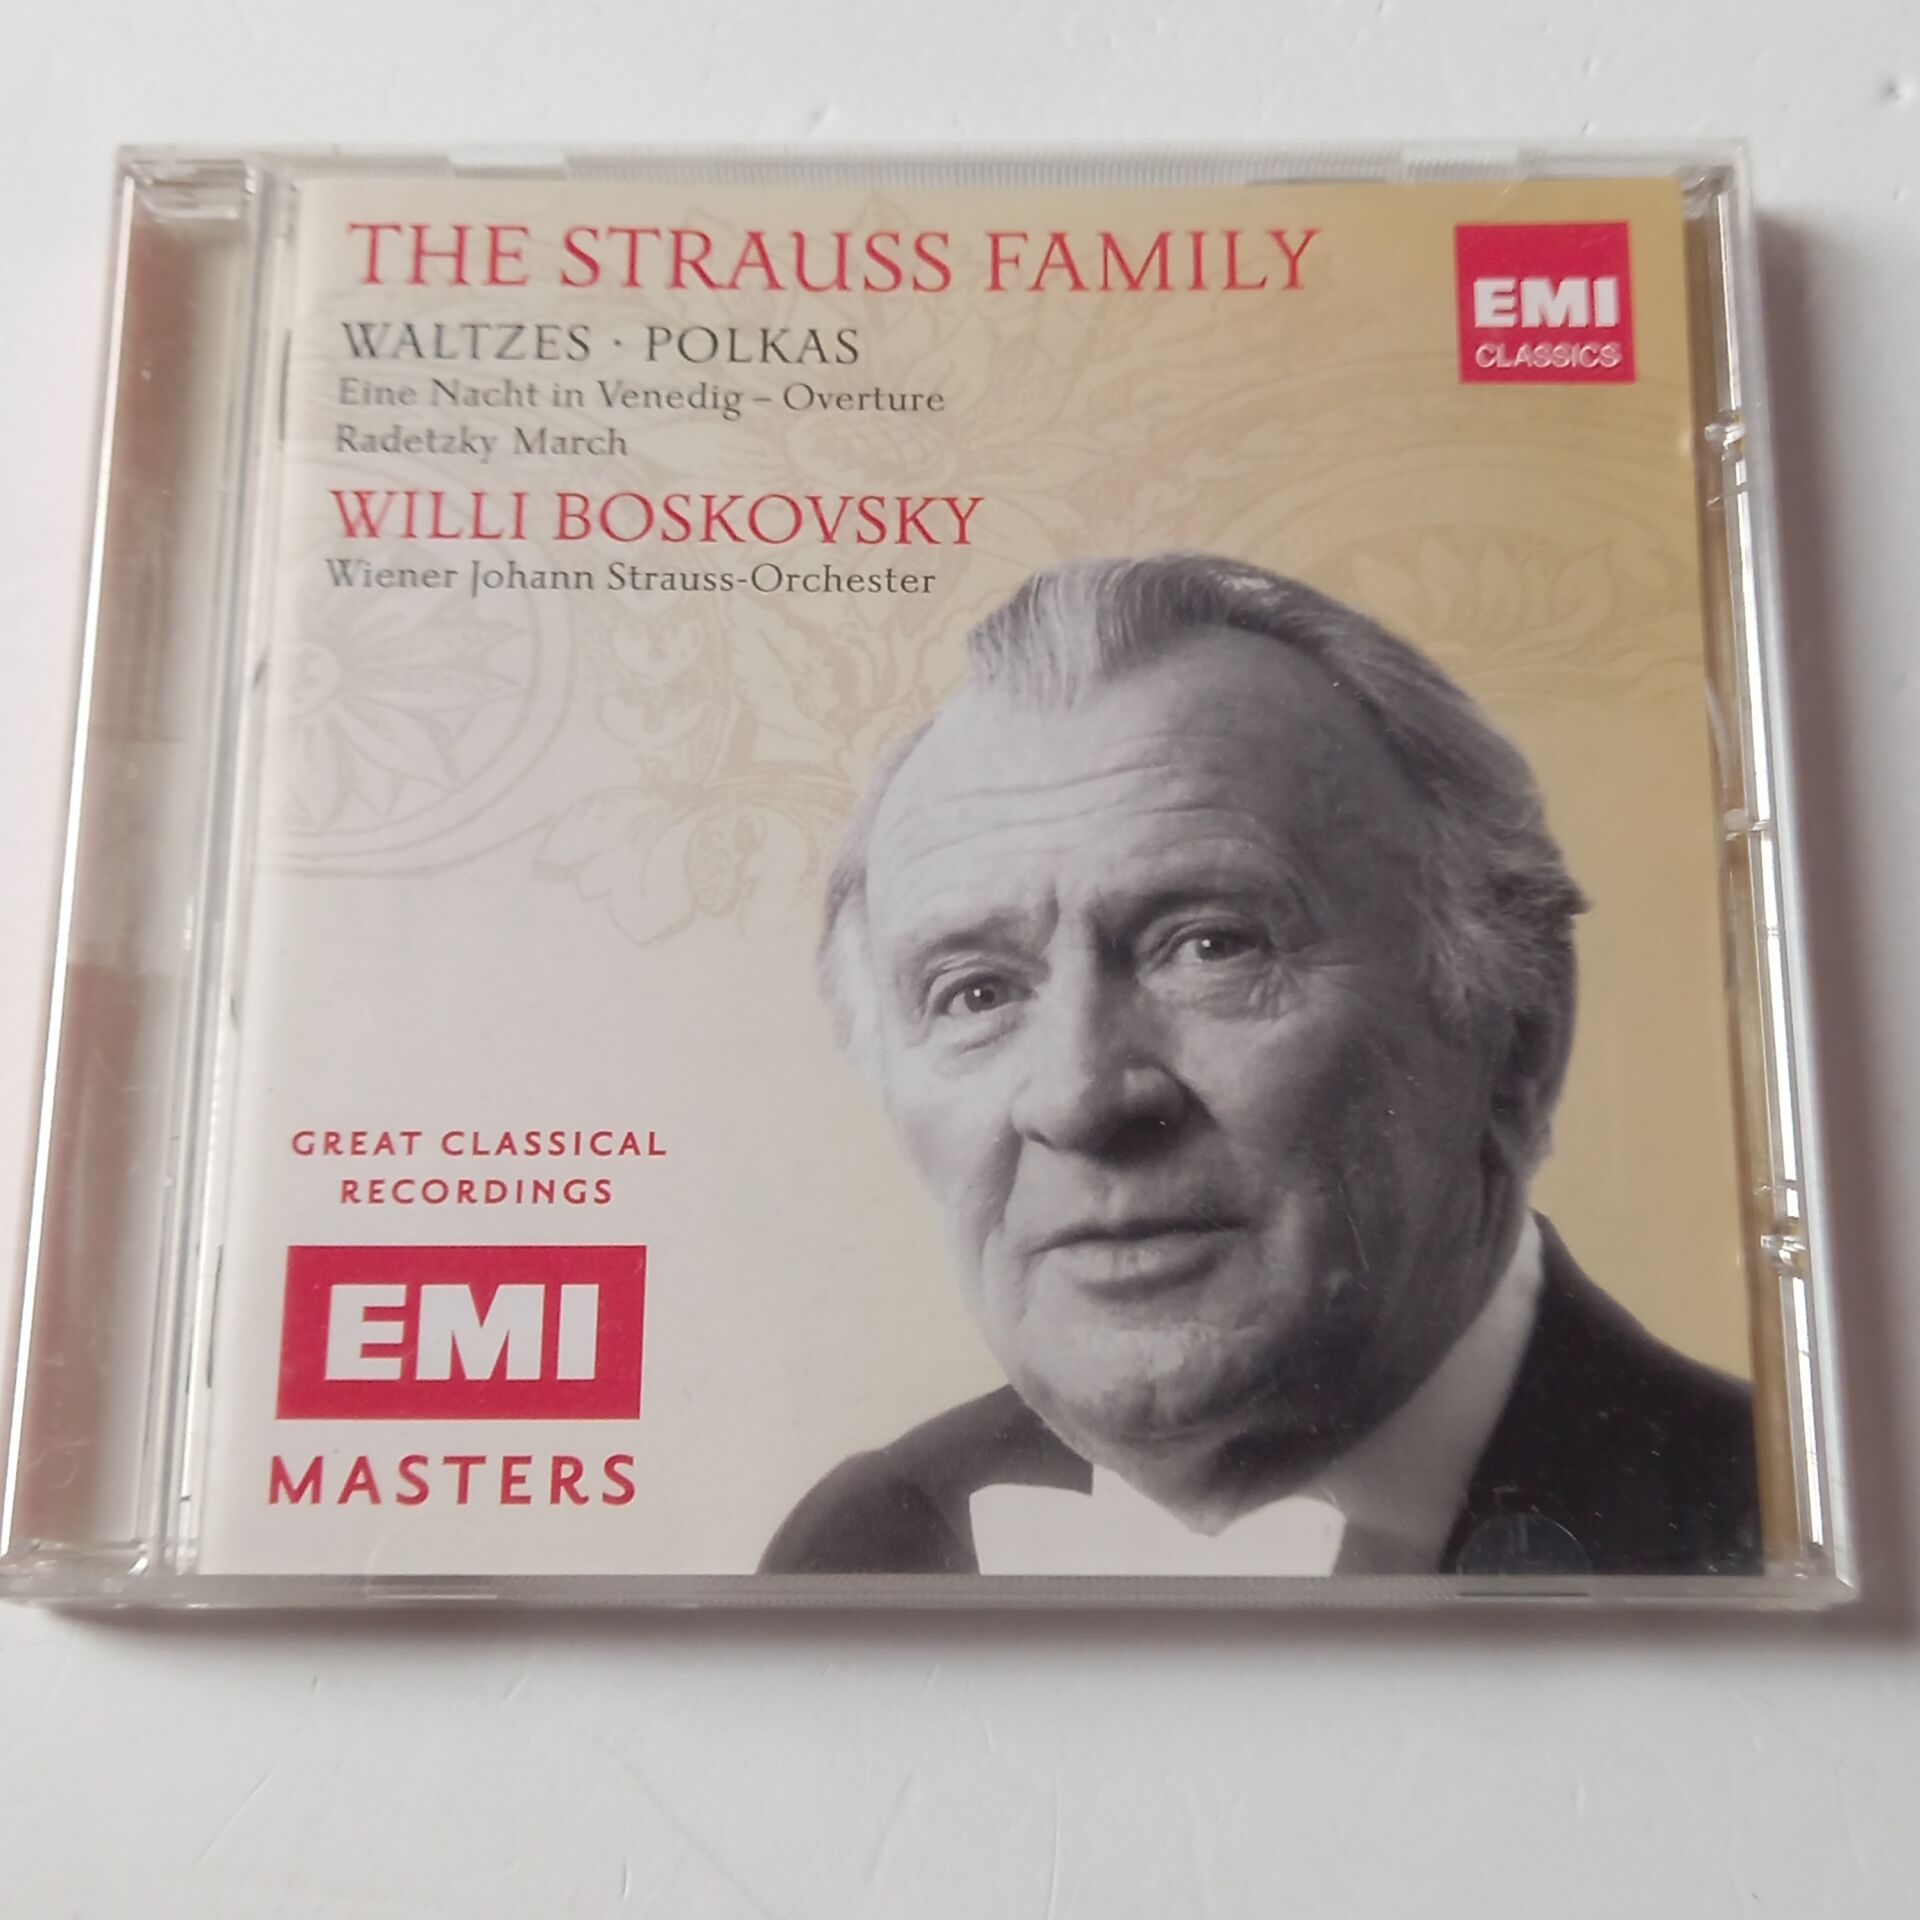 THE STRAUSS FAMILY
WALTZES · POLKAS
Eine Nacht in Venedig – Overture
Radetzky March
WILLI BOSKOVSKY
Wiener Johann Strauss-Orchester
EMI
CLASSICS
GREAT CLASSICAL
RECORDINGS
EMI
MASTERS